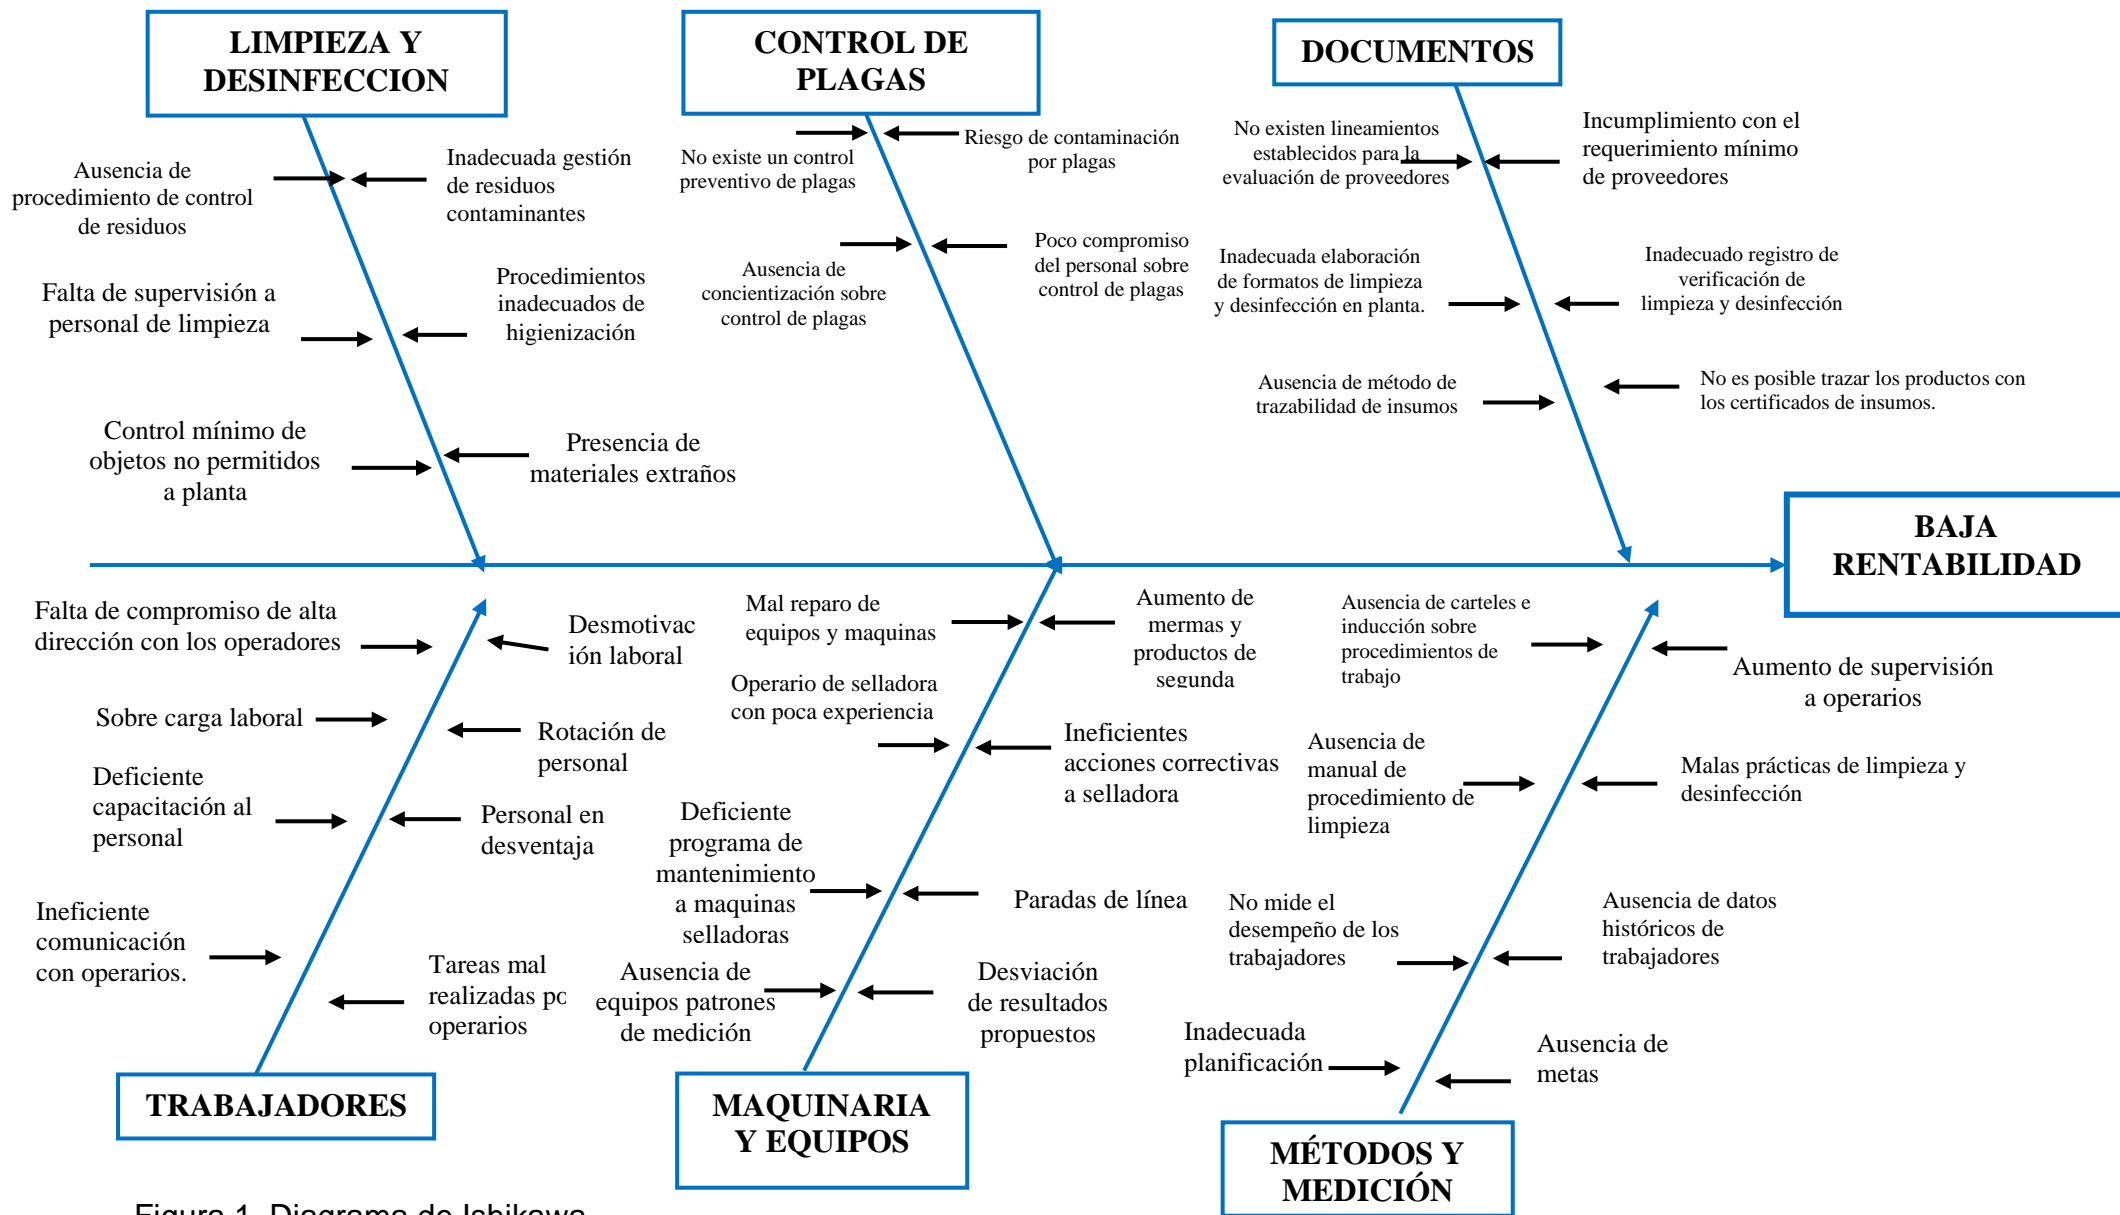 LIMPIEZA Y
DESINFECCION
CONTROL DE
PLAGAS
DOCUMENTOS
Ausencia de
procedimiento de control
de residuos
Inadecuada gestión
de residuos
contaminantes
Falta de supervisión a
personal de limpieza
Procedimientos
inadecuados de
higienización
Control mínimo de
objetos no permitidos
a planta
Presencia de
materiales extraños
No existe un control
preventivo de plagas
Riesgo de contaminación
por plagas
Ausencia de
concientización sobre
control de plagas
Poco compromiso
del personal sobre
control de plagas
No existen lineamientos
establecidos para la
evaluación de proveedores
Incumplimiento con el
requerimiento mínimo
de proveedores
Inadecuada elaboración
de formatos de limpieza
y desinfección en planta.
Inadecuado registro de
verificación de
limpieza y desinfección
Ausencia de método de
trazabilidad de insumos
No es posible trazar los productos con
los certificados de insumos.
BAJA
RENTABILIDAD
Falta de compromiso de alta
dirección con los operadores
Desmotivac
ión laboral
Sobre carga laboral
Rotación de
personal
Deficiente
capacitación al
personal
Personal en
desventaja
Ineficiente
comunicación
con operarios.
Tareas mal
realizadas po
operarios
Mal reparo de
equipos y maquinas
Aumento de
mermas y
productos de
segunda
Operario de selladora
con poca experiencia
Ineficientes
acciones correctivas
a selladora
Deficiente
programa de
mantenimiento
a maquinas
selladoras
Paradas de línea
Ausencia de
equipos patrones
de medición
Desviación
de resultados
propuestos
Ausencia de carteles e
inducción sobre
procedimientos de
trabajo
Aumento de supervisión
a operarios
Ausencia de
manual de
procedimiento de
limpieza
Malas prácticas de limpieza y
desinfección
No mide el
desempeño de los
trabajadores
Ausencia de datos
históricos de
trabajadores
Inadecuada
planificación
Ausencia de
metas
TRABAJADORES
MAQUINARIA
Y EQUIPOS
MÉTODOS Y
MEDICIÓN
Figura 1. Diagrama de Ishikawa